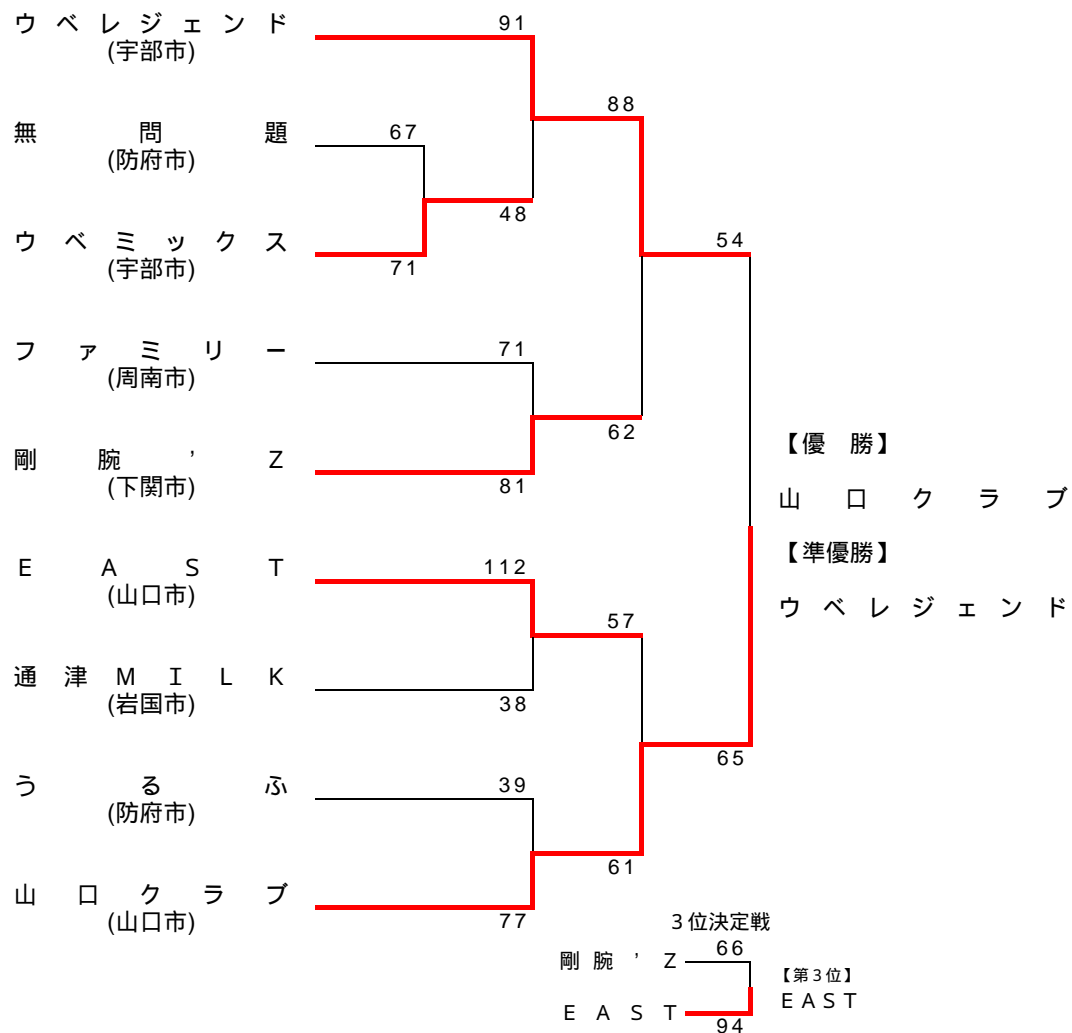 ウベレジェンド
(宇部市)
91
88
無問題
(防府市)
67
48
ウベミックス
(宇部市)
71
54
ファミリー
(周南市)
71
62
剛腕’Z
(下関市)
81
【優 勝】
山口クラブ
【準優勝】
ウベレジェンド
EAST
(山口市)
112
57
通津MILK
(岩国市)
38
65
うるふ
(防府市)
39
61
山口クラブ
(山口市)
77
3位決定戦
剛腕’Z
66
【第3位】
EAST
EAST
94